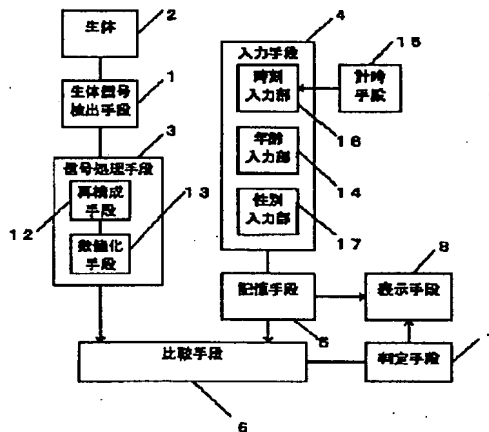 2
生体
1
生体信号
検出手段
3
信号処理手段
再構成
手段
12
13
数値化
手段
4
入力手段
時刻
入力部
16
15
計時
手段
年齢
入力部
14
性別
入力部
17
記憶手段
5
8
表示手段
比較手段
6
判定手段